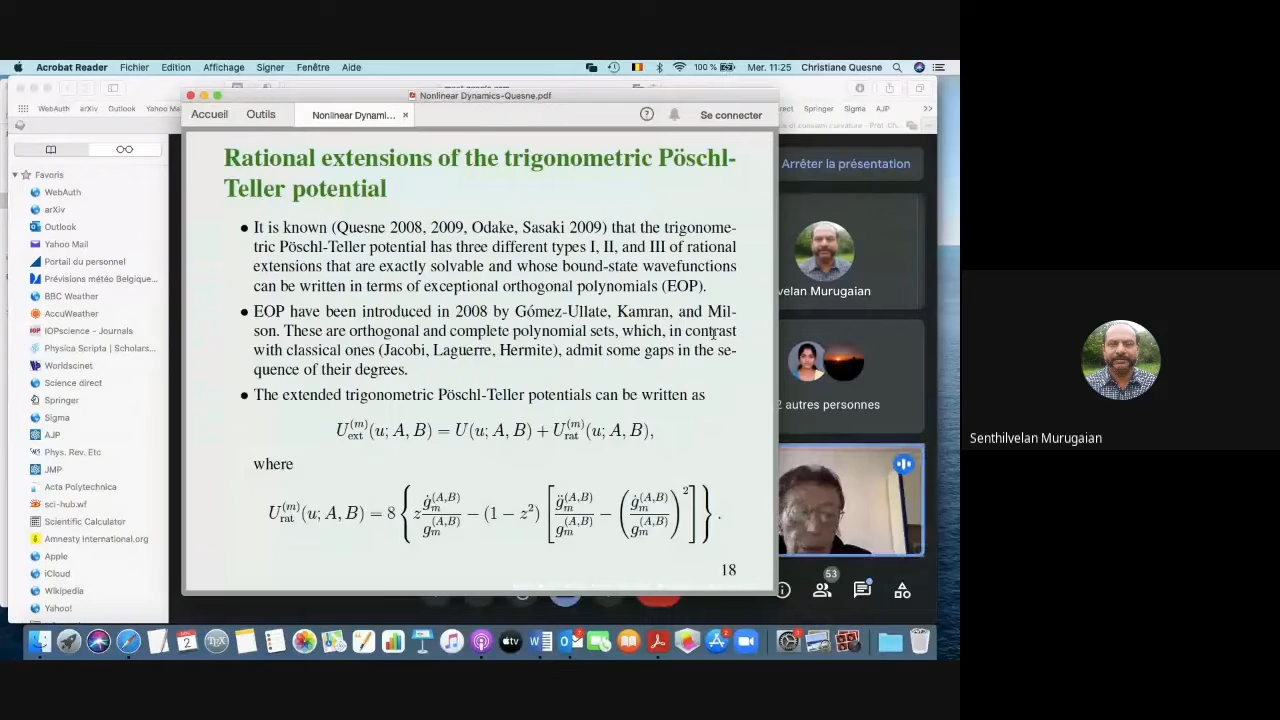 Acrobat Reader Fichier Edition Affichage Signer Fenêtre Aide 100 % Mer. 11:25 Christiane Quesne
Nonlinear Dynamics-Quesne.pdf
WebAuth arXiv Outlook Yahoo Ma
Springer Sigma AJP >>
Accueil Outils Nonlinear Dynami... × Se connecter
Favoris
WebAuth
arXiv
Outlook
Yahoo Mail
Portail du personnel
Prévisions météo Belgique...
BBC Weather
AccuWeather
IOPscience - Journals
Physica Scripta | Scholars...
Worldscinet
Science direct
Springer
Sigma
AJP
Phys. Rev. Etc
JMP
Acta Polytechnica
sci-hub.wf
Scientific Calculator
Amnesty International.org
Apple
iCloud
Wikipedia
Yahoo!
Rational extensions of the trigonometric Pöschl-
Teller potential
• It is known (Quesne 2008, 2009, Odake, Sasaki 2009) that the trigonome-
tric Pöschl-Teller potential has three different types I, II, and III of rational
extensions that are exactly solvable and whose bound-state wavefunctions
can be written in terms of exceptional orthogonal polynomials (EOP).
• EOP have been introduced in 2008 by Gómez-Ullate, Kamran, and Mil-
son. These are orthogonal and complete polynomial sets, which, in contrast
with classical ones (Jacobi, Laguerre, Hermite), admit some gaps in the se-
quence of their degrees.
• The extended trigonometric Pöschl-Teller potentials can be written as
U_ext^(m)(u; A, B) = U(u; A, B) + U_rat^(m)(u; A, B),
where
U_rat^(m)(u; A, B) = 8 { z ġ_m^(A,B)/g_m^(A,B) − (1 − z²) [ g̈_m^(A,B)/g_m^(A,B) − ( ġ_m^(A,B)/g_m^(A,B) )² ] }.
18
Arrêter la présentation
velan Murugaian
2 autres personnes
53
Senthilvelan Murugaian